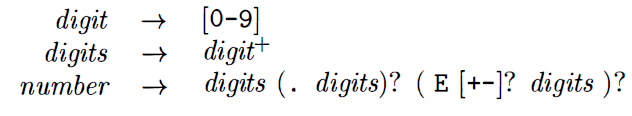 digit → [0-9]
digits → digit⁺
number → digits (. digits)? ( E [+-]? digits )?